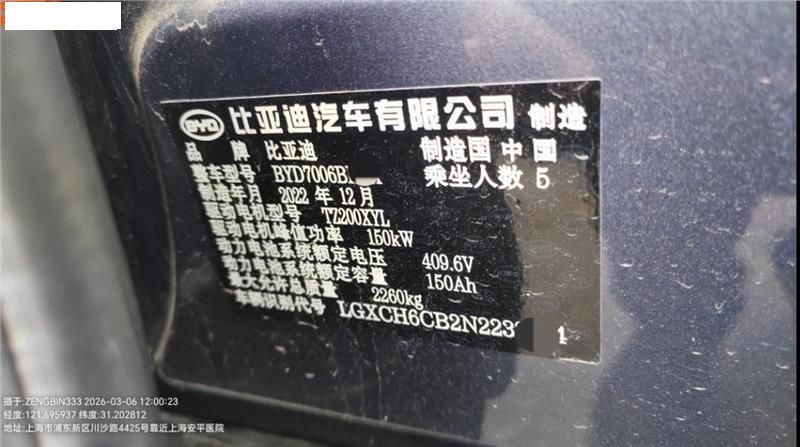 BYD 比亚迪汽车有限公司 制造
品 牌 比亚迪 制造国 中国
整车型号 BYD7006B 乘坐人数 5
制造年月 2022 年 12 月
驱动电机型号 TZ200XYL
驱动电机峰值功率 150kW
动力电池系统额定电压 409.6V
动力电池系统额定容量 150Ah
最大允许总质量 2260kg
车辆识别代号 LGXCH6CB2N223 1
摄于:ZENGBIN333 2026-03-06 12:00:23
经度:121.695937 纬度:31.202812
地址:上海市浦东新区川沙路4425号靠近上海安平医院